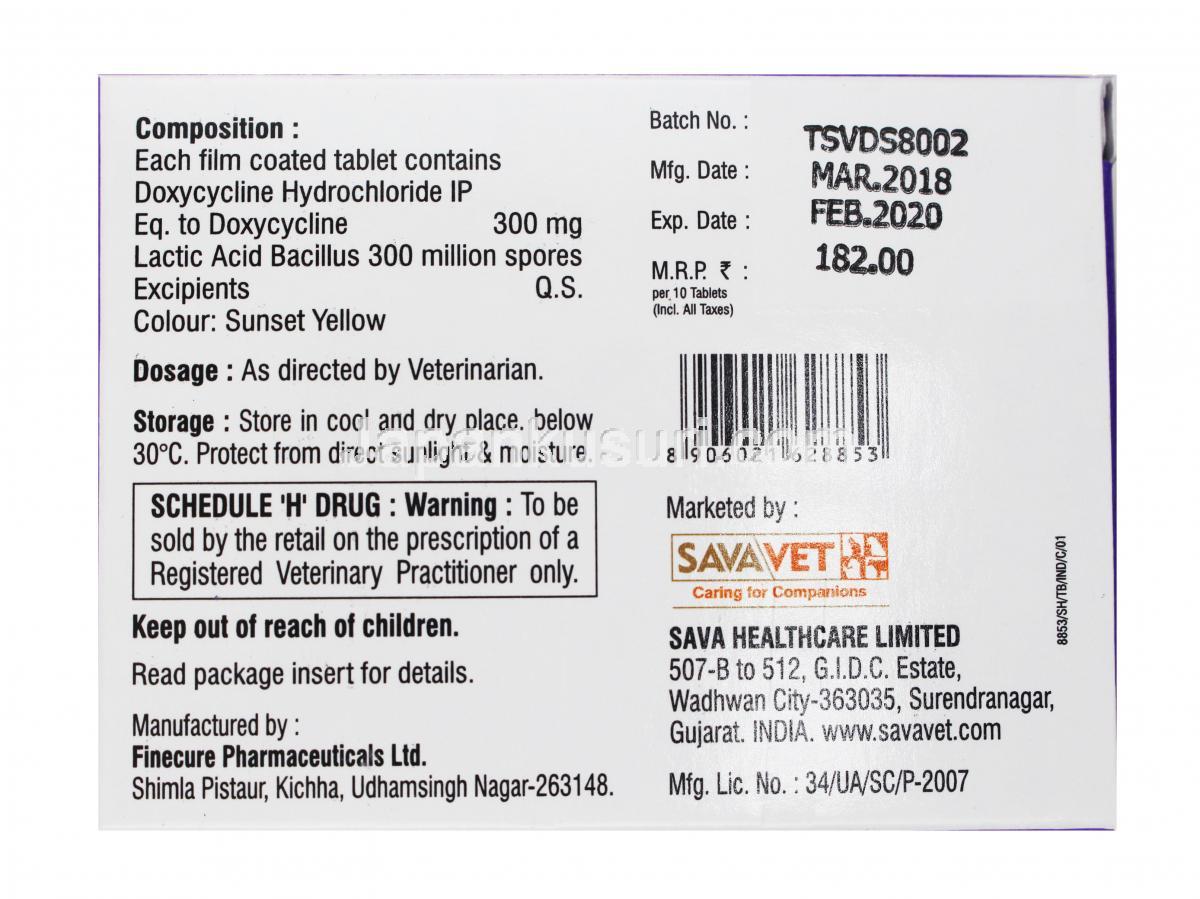 Composition :
Each film coated tablet contains
Doxycycline Hydrochloride IP
Eq. to Doxycycline 300 mg
Lactic Acid Bacillus 300 million spores
Excipients Q.S.
Colour: Sunset Yellow
Dosage : As directed by Veterinarian.
Storage : Store in cool and dry place, below
30°C. Protect from direct sunlight & moisture.
SCHEDULE 'H' DRUG : Warning : To be
sold by the retail on the prescription of a
Registered Veterinary Practitioner only.
Keep out of reach of children.
Read package insert for details.
Manufactured by :
Finecure Pharmaceuticals Ltd.
Shimla Pistaur, Kichha, Udhamsingh Nagar-263148.
Batch No. : TSVDS8002
Mfg. Date : MAR.2018
Exp. Date : FEB.2020
M.R.P. ₹ : 182.00
per 10 Tablets
(Incl. All Taxes)
8 906021 628853
Marketed by :
SAVAVET
Caring for Companions
SAVA HEALTHCARE LIMITED
507-B to 512, G.I.D.C. Estate,
Wadhwan City-363035, Surendranagar,
Gujarat. INDIA. www.savavet.com
Mfg. Lic. No. : 34/UA/SC/P-2007
8853/SH/TB/IND/C/01
Japankusuri.com